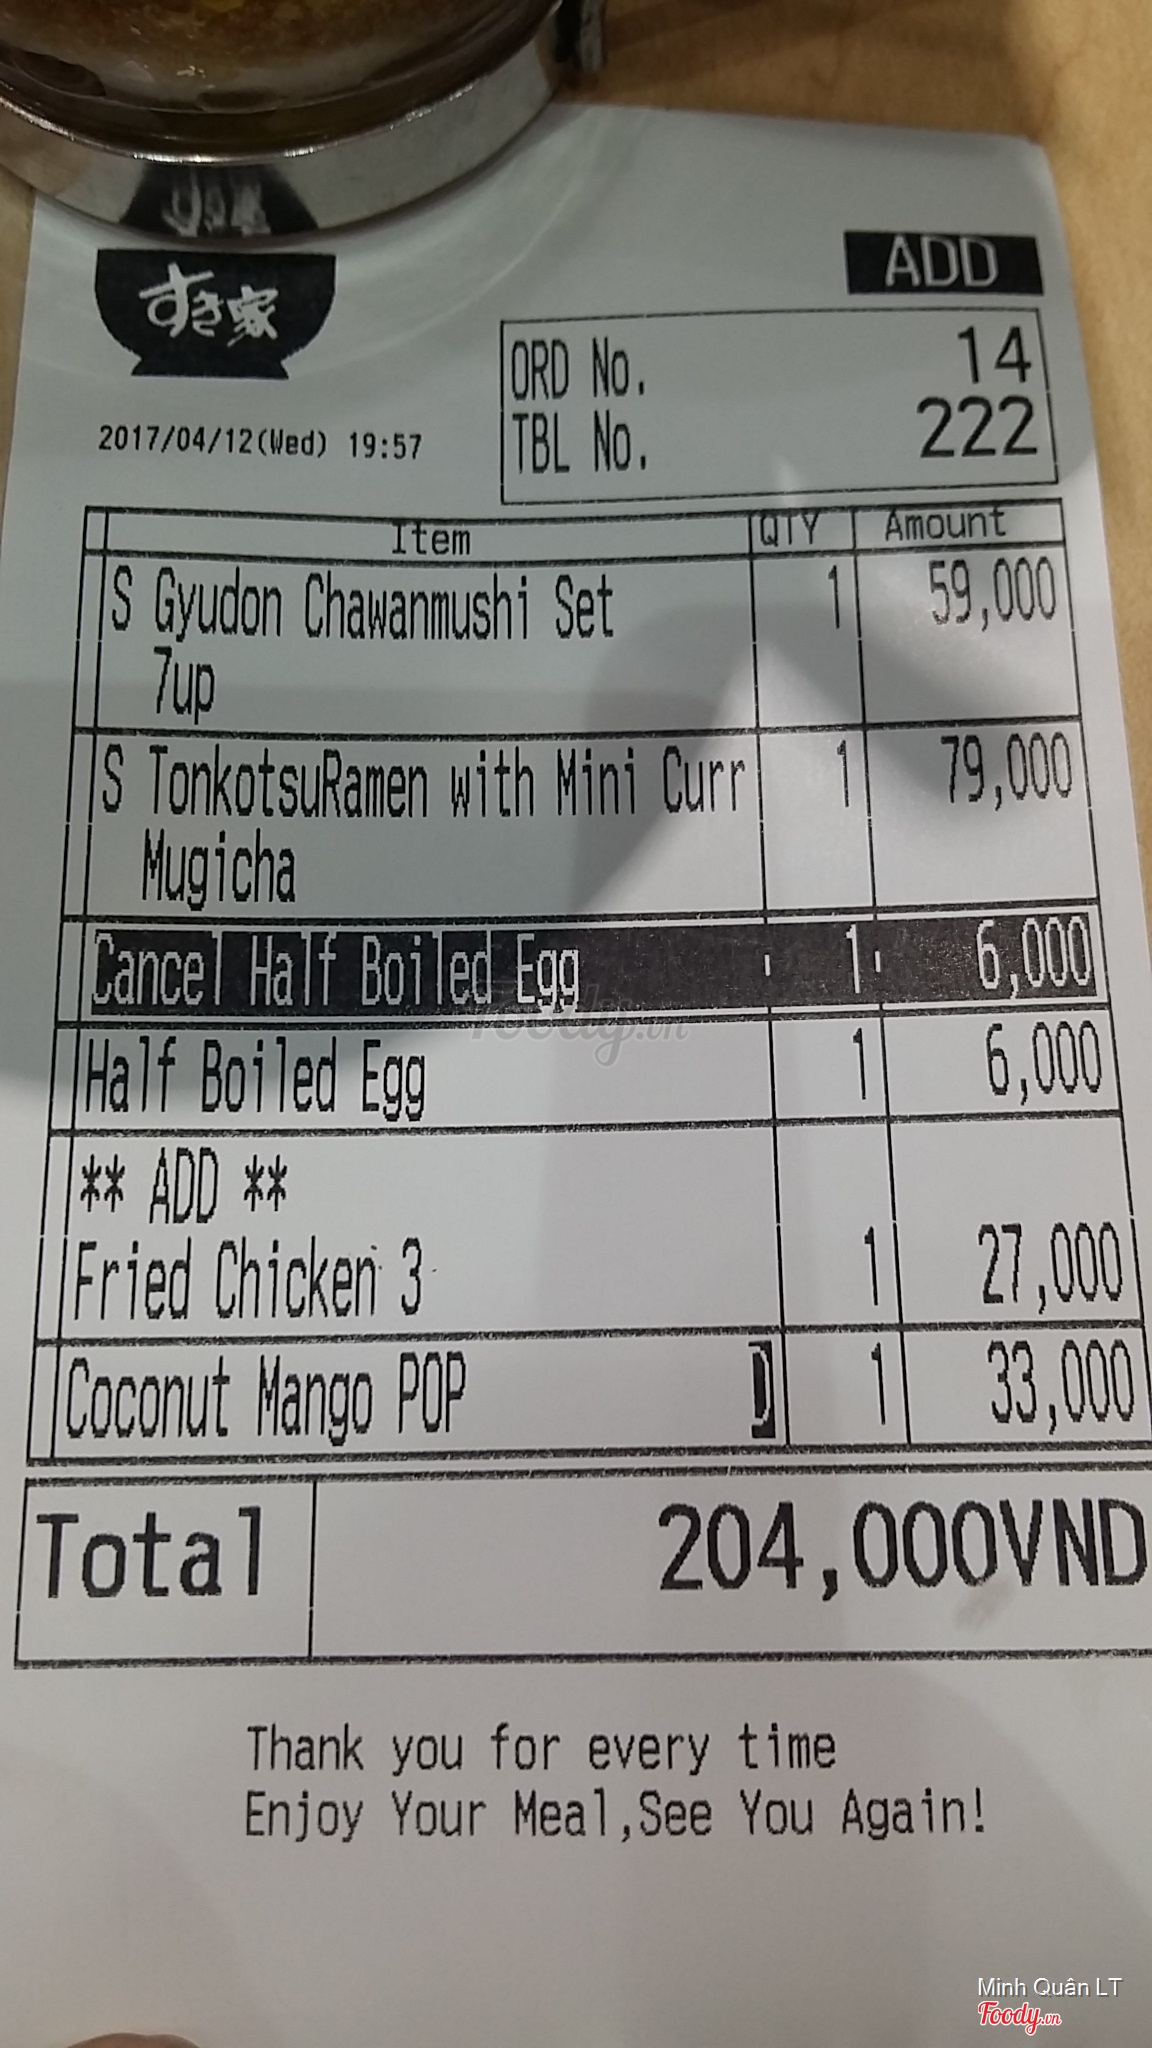 すき家
ADD
ORD No. 14
TBL No. 222
2017/04/12(Wed) 19:57
Item QTY Amount
S Gyudon Chawanmushi Set 1 59,000
7up
S TonkotsuRamen with Mini Curr 1 79,000
Mugicha
Cancel Half Boiled Egg 1 6,000
Half Boiled Egg 1 6,000
** ADD **
Fried Chicken 3 1 27,000
Coconut Mango POP D 1 33,000
Total 204,000VND
Thank you for every time
Enjoy Your Meal,See You Again!
Foody.vn
Minh Quân LT
Foody.vn